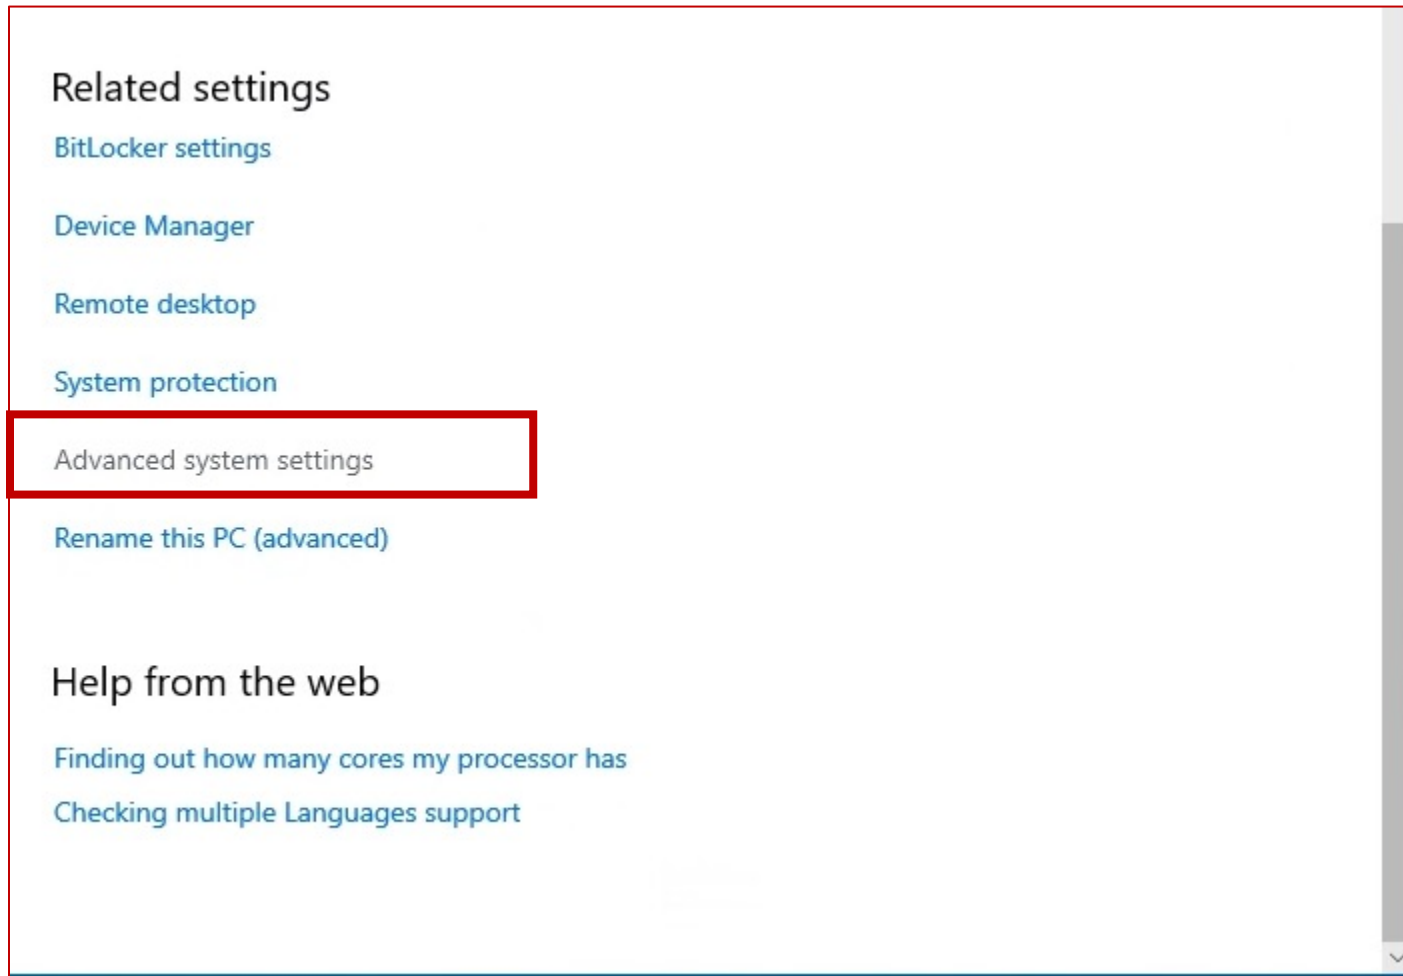 Related settings
BitLocker settings
Device Manager
Remote desktop
System protection
Advanced system settings
Rename this PC (advanced)
Help from the web
Finding out how many cores my processor has
Checking multiple Languages support